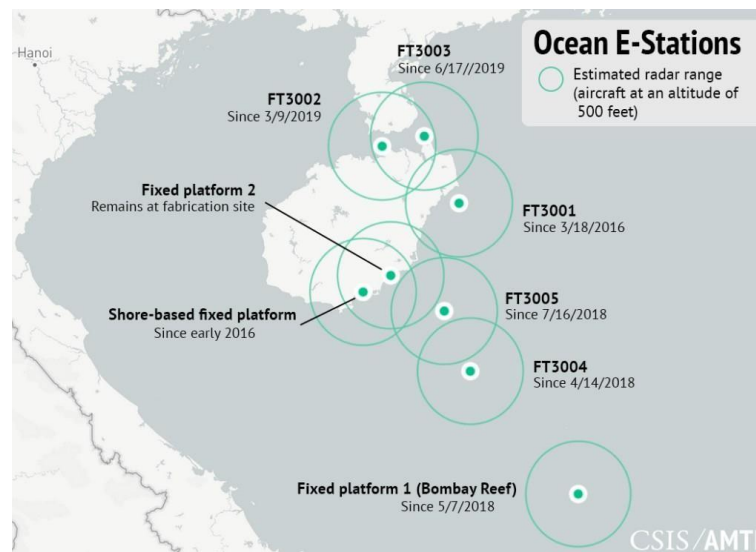 Hanoi
Ocean E-Stations
Estimated radar range
(aircraft at an altitude of
500 feet)
FT3003
Since 6/17//2019
FT3002
Since 3/9/2019
Fixed platform 2
Remains at fabrication site
FT3001
Since 3/18/2016
Shore-based fixed platform
Since early 2016
FT3005
Since 7/16/2018
FT3004
Since 4/14/2018
Fixed platform 1 (Bombay Reef)
Since 5/7/2018
CSIS/AMT